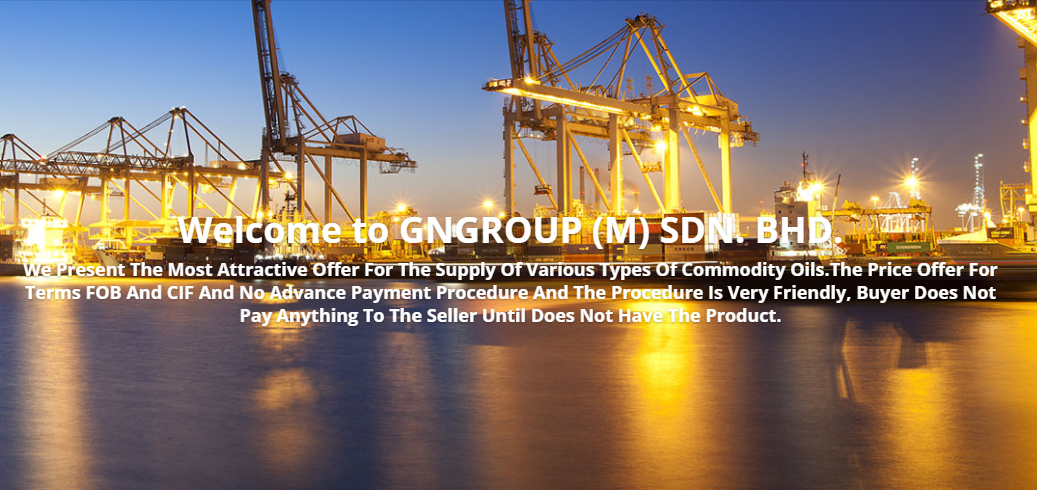 Welcome to GNGROUP (M) SDN. BHD.
We Present The Most Attractive Offer For The Supply Of Various Types Of Commodity Oils.The Price Offer For
Terms FOB And CIF And No Advance Payment Procedure And The Procedure Is Very Friendly, Buyer Does Not
Pay Anything To The Seller Until Does Not Have The Product.